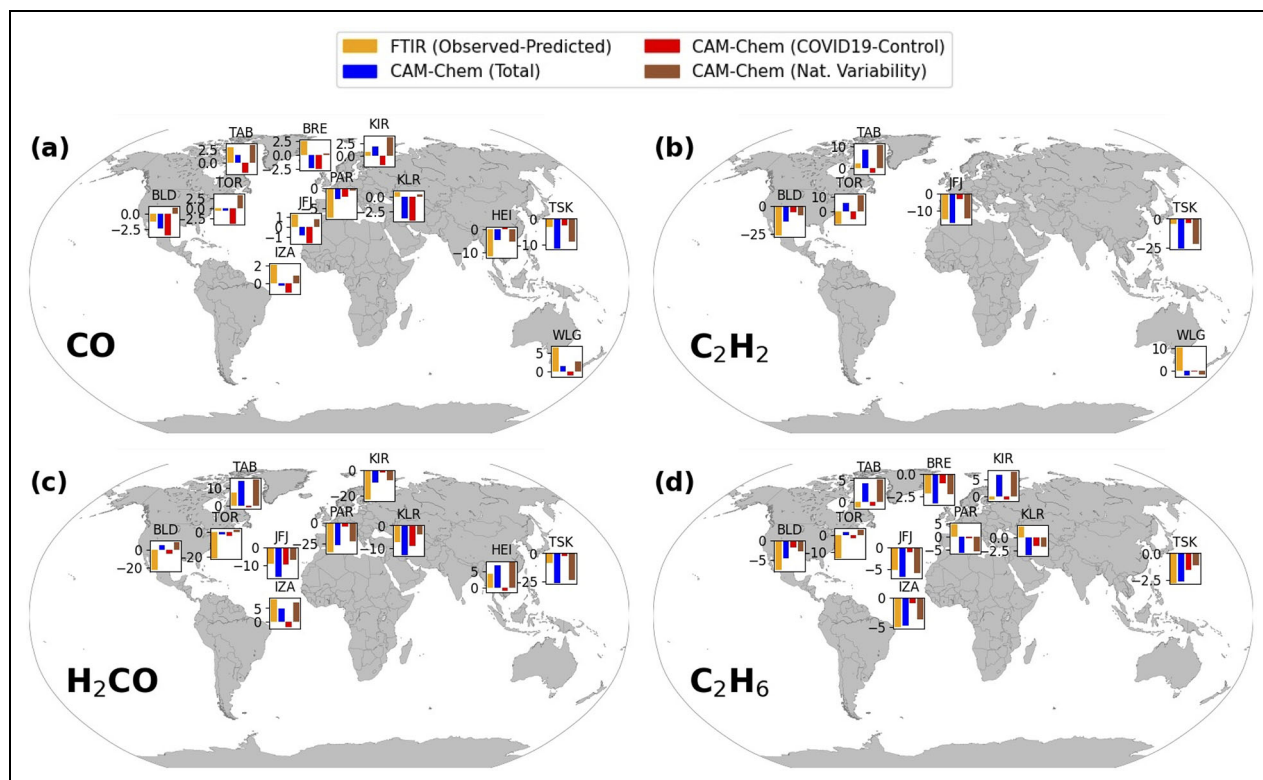 FTIR (Observed-Predicted)
CAM-Chem (COVID19-Control)
CAM-Chem (Total)
CAM-Chem (Nat. Variability)
(a)
TAB
2.5
0.0
BRE
2.5
0.0
−2.5
KIR
2.5
0.0
BLD
0.0
−2.5
TOR
2.5
0.0
−2.5
PAR
0
JFJ
1
0
−1
KLR
0.0
−2.5
HEI
0
−10
TSK
0
−10
IZA
2
0
WLG
5
0
CO
(b)
TAB
10
0
BLD
0
−25
TOR
10
0
JFJ
0
−10
TSK
0
−25
WLG
10
0
C₂H₂
(c)
TAB
10
0
KIR
0
−20
BLD
0
−20
TOR
0
−20
JFJ
0
−10
PAR
0
−25
KLR
0
−10
HEI
5
0
TSK
0
−25
IZA
5
0
H₂CO
(d)
TAB
5
0
BRE
0.0
−2.5
KIR
5
0
BLD
0
−5
TOR
0
−10
JFJ
0
−5
PAR
5
0
−5
KLR
0.0
−2.5
TSK
0.0
−2.5
IZA
0
−5
C₂H₆